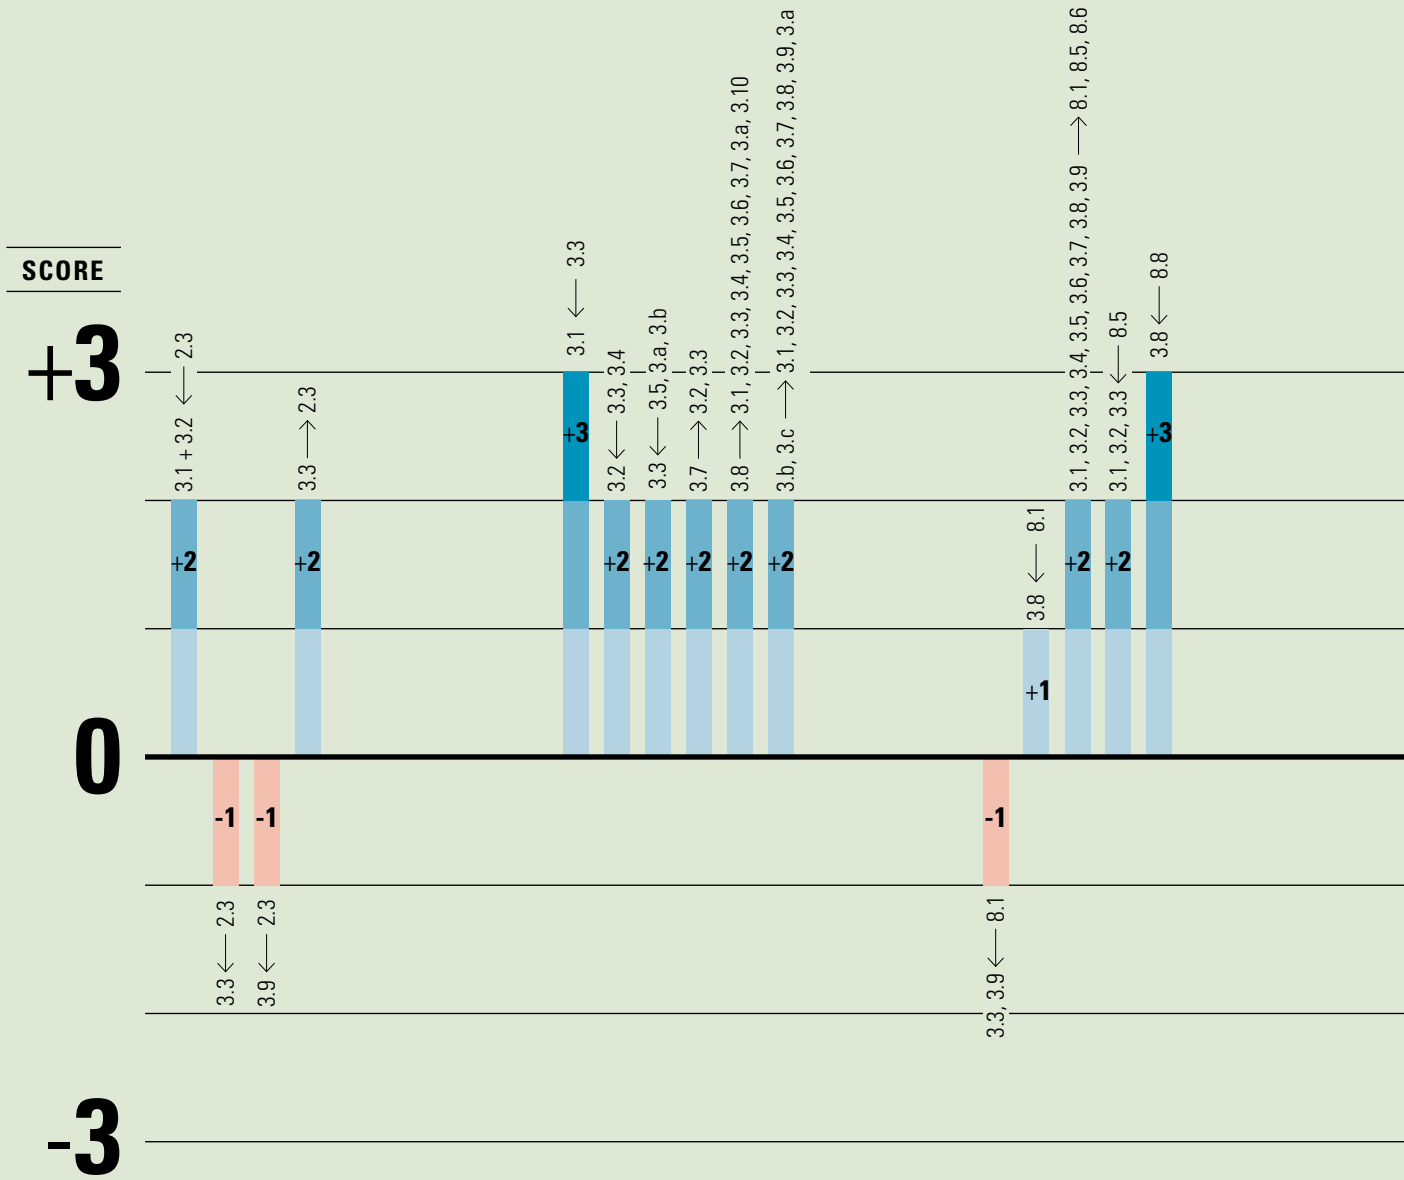 SCORE
+3
0
-3
3.1 + 3.2 ← 2.3
+2
-1
3.3 ← 2.3
-1
3.9 ← 2.3
3.3 → 2.3
+2
3.1 ← 3.3
+3
3.2 ← 3.3, 3.4
+2
3.3 ← 3.5, 3.a, 3.b
+2
3.7 → 3.2, 3.3
+2
3.8 → 3.1, 3.2, 3.3, 3.4, 3.5, 3.6, 3.7, 3.a, 3.10
+2
3.b, 3.c → 3.1, 3.2, 3.3, 3.4, 3.5, 3.6, 3.7, 3.8, 3.9, 3.a
+2
-1
3.3, 3.9 ← 8.1
3.8 ← 8.1
+1
3.1, 3.2, 3.3, 3.4, 3.5, 3.6, 3.7, 3.8, 3.9 → 8.1, 8.5, 8.6
+2
3.1, 3.2, 3.3 ← 8.5
+2
3.8 ← 8.8
+3